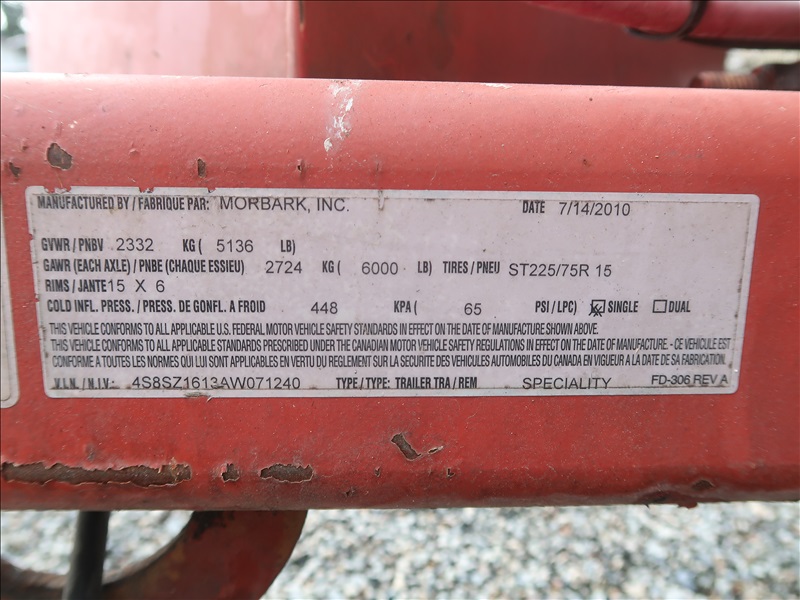 MANUFACTURED BY / FABRIQUE PAR: MORBARK, INC. DATE 7/14/2010
GVWR / PNBV 2332 KG ( 5136 LB)
GAWR (EACH AXLE) / PNBE (CHAQUE ESSIEU) 2724 KG ( 6000 LB) TIRES / PNEU ST225/75R 15
RIMS / JANTE 15 X 6
COLD INFL. PRESS. / PRESS. DE GONFL. A FROID 448 KPA ( 65 PSI / LPC) SINGLE DUAL
THIS VEHICLE CONFORMS TO ALL APPLICABLE U.S. FEDERAL MOTOR VEHICLE SAFETY STANDARDS IN EFFECT ON THE DATE OF MANUFACTURE SHOWN ABOVE.
THIS VEHICLE CONFORMS TO ALL APPLICABLE STANDARDS PRESCRIBED UNDER THE CANADIAN MOTOR VEHICLE SAFETY REGULATIONS IN EFFECT ON THE DATE OF MANUFACTURE. - CE VEHICULE EST
CONFORME A TOUTES LES NORMES QUI LUI SONT APPLICABLES EN VERTU DU REGLEMENT SUR LA SECURITE DES VEHICULES AUTOMOBILES DU CANADA EN VIGUEUR A LA DATE DE SA FABRICATION.
V.I.N. / N.I.V.: 4S8SZ1613AW071240 TYPE / TYPE: TRAILER TRA / REM SPECIALITY FD-306 REV A